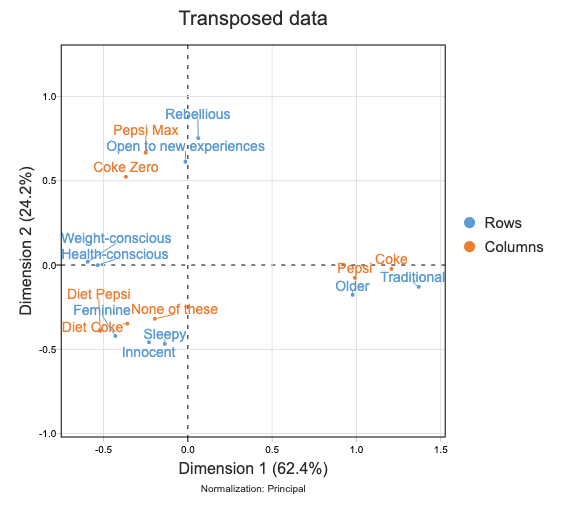 Transposed data
Dimension 2 (24.2%)
1.0
0.5
0.0
-0.5
-1.0
Rebellious
Pepsi Max
Open to new experiences
Coke Zero
Weight-conscious
Health-conscious
Coke
Pepsi
Traditional
Older
Diet Pepsi
Feminine
None of these
Diet Coke
Sleepy
Innocent
Rows
Columns
-0.5
0.0
0.5
1.0
1.5
Dimension 1 (62.4%)
Normalization: Principal